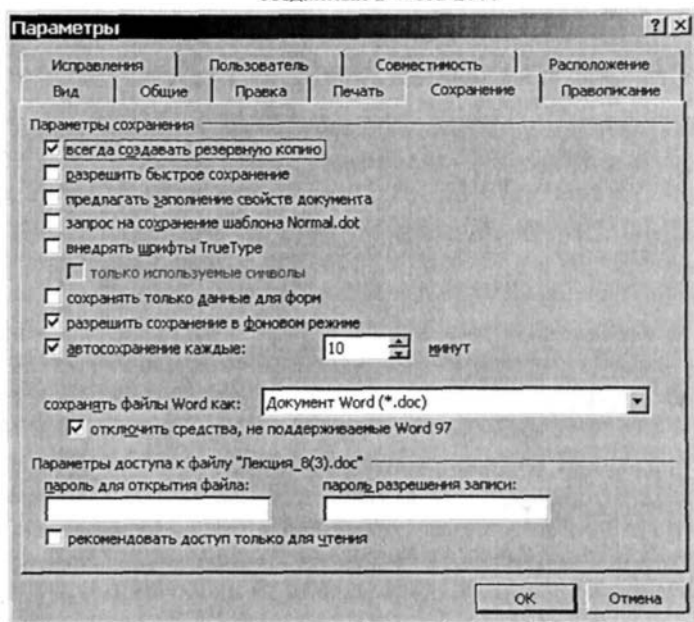 Параметры
Исправления Пользователь Совместимость Расположение
Вид Общие Правка Печать Сохранение Правописание
Параметры сохранения
всегда создавать резервную копию
разрешить быстрое сохранение
предлагать заполнение свойств документа
запрос на сохранение шаблона Normal.dot
внедрять шрифты TrueType
только используемые символы
сохранять только данные для форм
разрешить сохранение в фоновом режиме
автосохранение каждые: 10 минут
сохранять файлы Word как: Документ Word (*.doc)
отключить средства, не поддерживаемые Word 97
Параметры доступа к файлу "Лекция_8(3).doc"
пароль для открытия файла: пароль разрешения записи:
рекомендовать доступ только для чтения
ОК Отмена